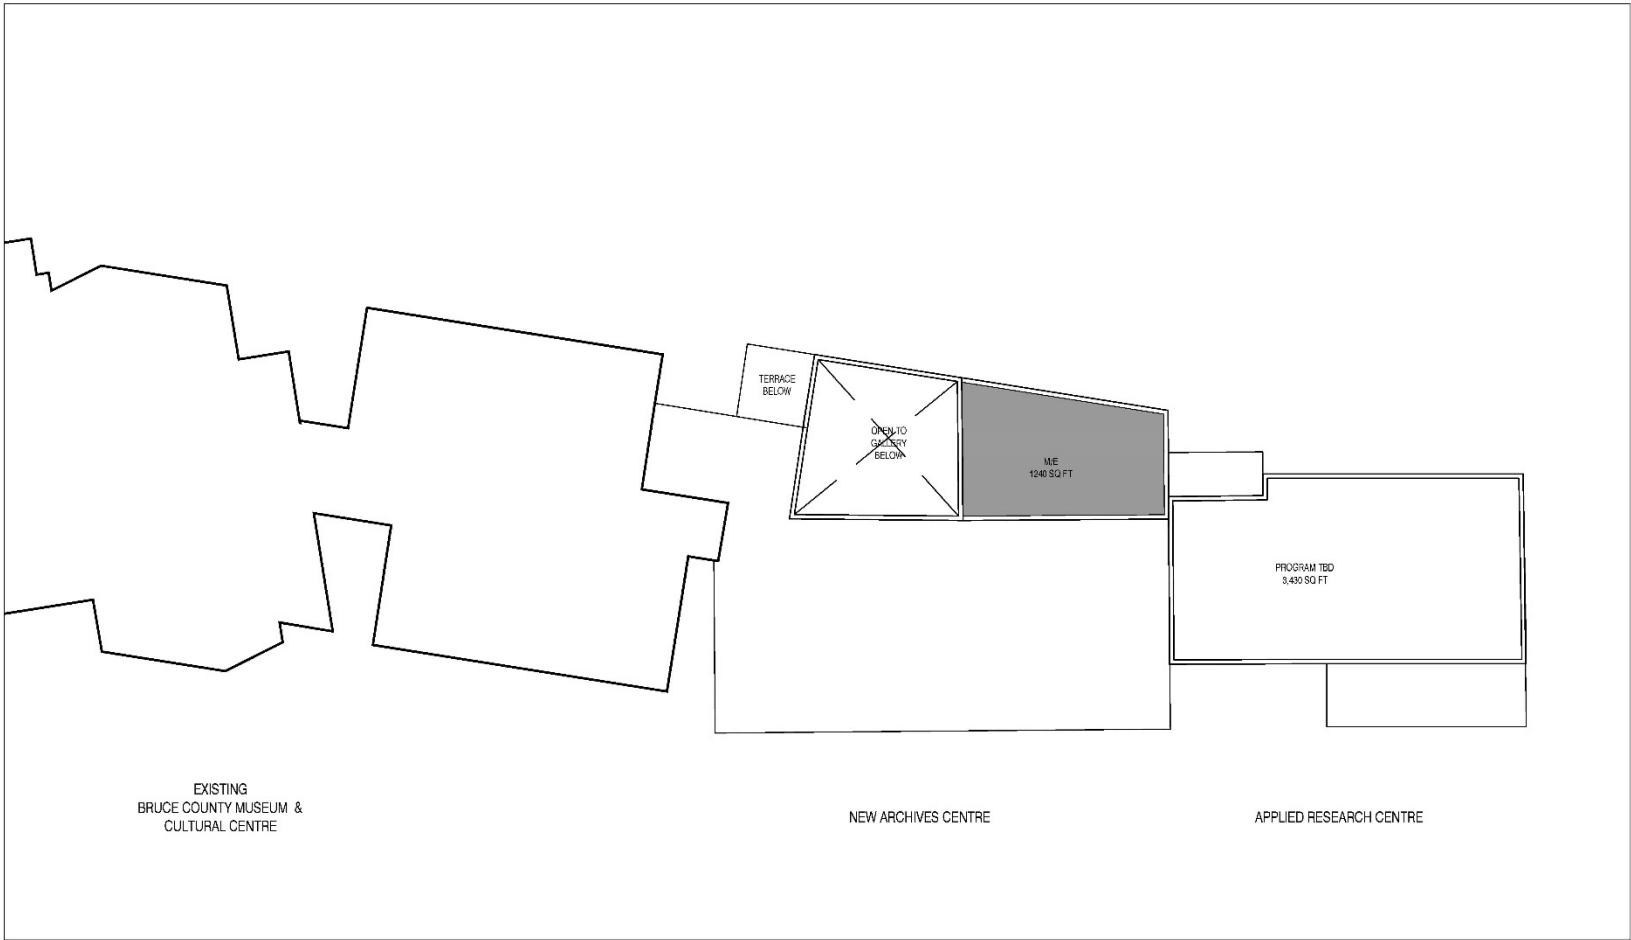 TERRACE
BELOW
OPEN TO
GALLERY
BELOW
M/E
1240 SQ FT
PROGRAM TBD
3,430 SQ FT
EXISTING
BRUCE COUNTY MUSEUM &
CULTURAL CENTRE
NEW ARCHIVES CENTRE
APPLIED RESEARCH CENTRE